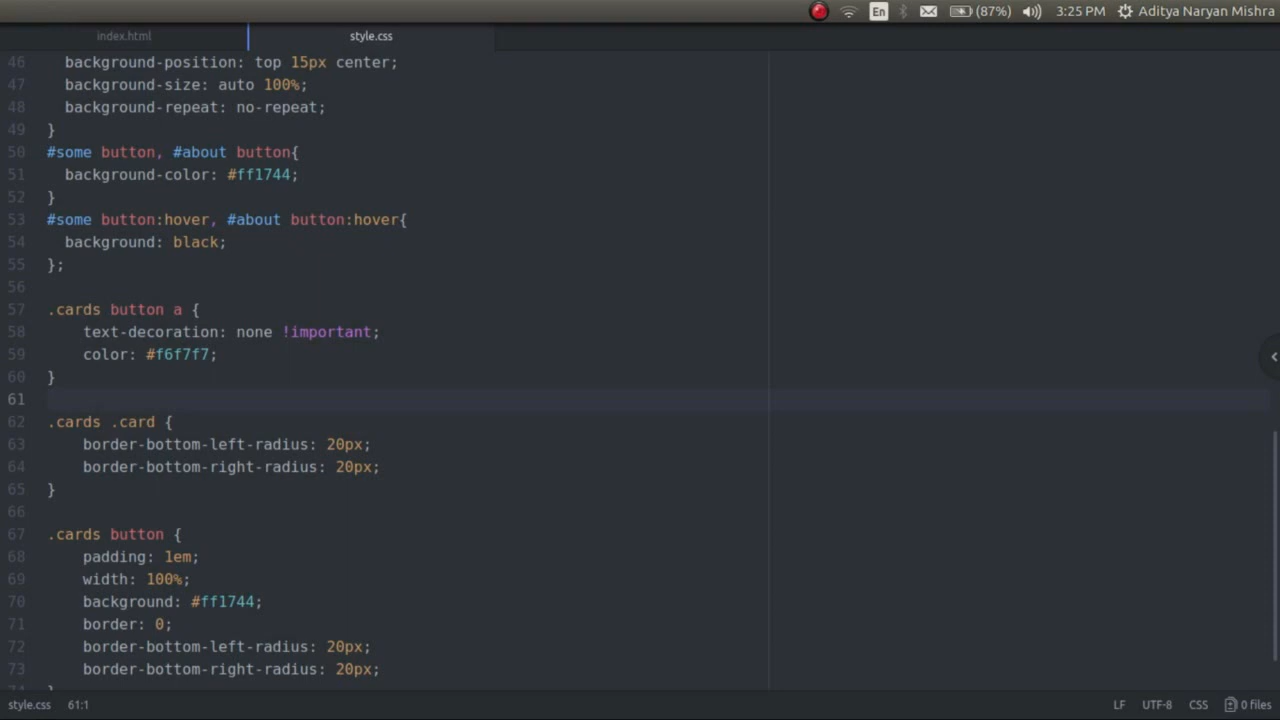 En (87%) 3:25 PM Aditya Naryan Mishra
index.html style.css
46 background-position: top 15px center;
47 background-size: auto 100%;
48 background-repeat: no-repeat;
49 }
50 #some button, #about button{
51 background-color: #ff1744;
52 }
53 #some button:hover, #about button:hover{
54 background: black;
55 };
56
57 .cards button a {
58 text-decoration: none !important;
59 color: #f6f7f7;
60 }
61
62 .cards .card {
63 border-bottom-left-radius: 20px;
64 border-bottom-right-radius: 20px;
65 }
66
67 .cards button {
68 padding: 1em;
69 width: 100%;
70 background: #ff1744;
71 border: 0;
72 border-bottom-left-radius: 20px;
73 border-bottom-right-radius: 20px;
74 }
style.css 61:1 LF UTF-8 CSS 0 files